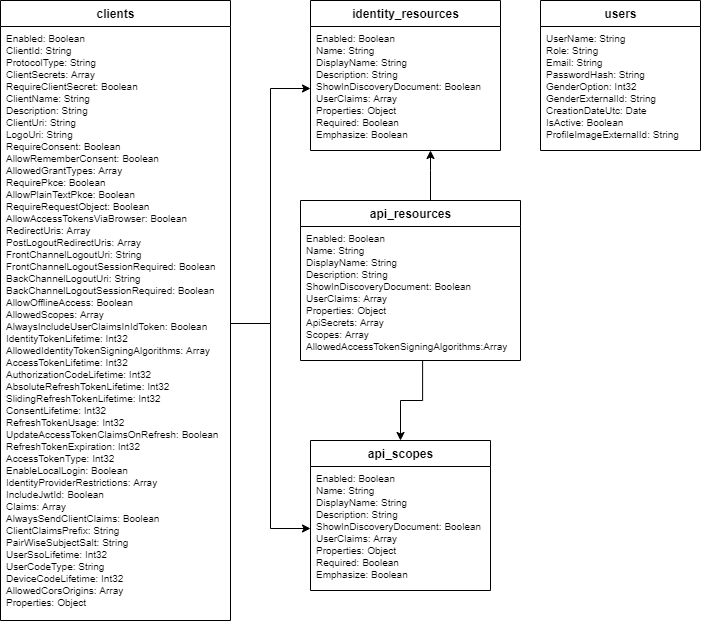 clients
Enabled: Boolean
ClientId: String
ProtocolType: String
ClientSecrets: Array
RequireClientSecret: Boolean
ClientName: String
Description: String
ClientUri: String
LogoUri: String
RequireConsent: Boolean
AllowRememberConsent: Boolean
AllowedGrantTypes: Array
RequirePkce: Boolean
AllowPlainTextPkce: Boolean
RequireRequestObject: Boolean
AllowAccessTokensViaBrowser: Boolean
RedirectUris: Array
PostLogoutRedirectUris: Array
FrontChannelLogoutUri: String
FrontChannelLogoutSessionRequired: Boolean
BackChannelLogoutUri: String
BackChannelLogoutSessionRequired: Boolean
AllowOfflineAccess: Boolean
AllowedScopes: Array
AlwaysIncludeUserClaimsInIdToken: Boolean
IdentityTokenLifetime: Int32
AllowedIdentityTokenSigningAlgorithms: Array
AccessTokenLifetime: Int32
AuthorizationCodeLifetime: Int32
AbsoluteRefreshTokenLifetime: Int32
SlidingRefreshTokenLifetime: Int32
ConsentLifetime: Int32
RefreshTokenUsage: Int32
UpdateAccessTokenClaimsOnRefresh: Boolean
RefreshTokenExpiration: Int32
AccessTokenType: Int32
EnableLocalLogin: Boolean
IdentityProviderRestrictions: Array
IncludeJwtId: Boolean
Claims: Array
AlwaysSendClientClaims: Boolean
ClientClaimsPrefix: String
PairWiseSubjectSalt: String
UserSsoLifetime: Int32
UserCodeType: String
DeviceCodeLifetime: Int32
AllowedCorsOrigins: Array
Properties: Object
identity_resources
Enabled: Boolean
Name: String
DisplayName: String
Description: String
ShowInDiscoveryDocument: Boolean
UserClaims: Array
Properties: Object
Required: Boolean
Emphasize: Boolean
users
UserName: String
Role: String
Email: String
PasswordHash: String
GenderOption: Int32
GenderExternalId: String
CreationDateUtc: Date
IsActive: Boolean
ProfileImageExternalId: String
api_resources
Enabled: Boolean
Name: String
DisplayName: String
Description: String
ShowInDiscoveryDocument: Boolean
UserClaims: Array
Properties: Object
ApiSecrets: Array
Scopes: Array
AllowedAccessTokenSigningAlgorithms:Array
api_scopes
Enabled: Boolean
Name: String
DisplayName: String
Description: String
ShowInDiscoveryDocument: Boolean
UserClaims: Array
Properties: Object
Required: Boolean
Emphasize: Boolean